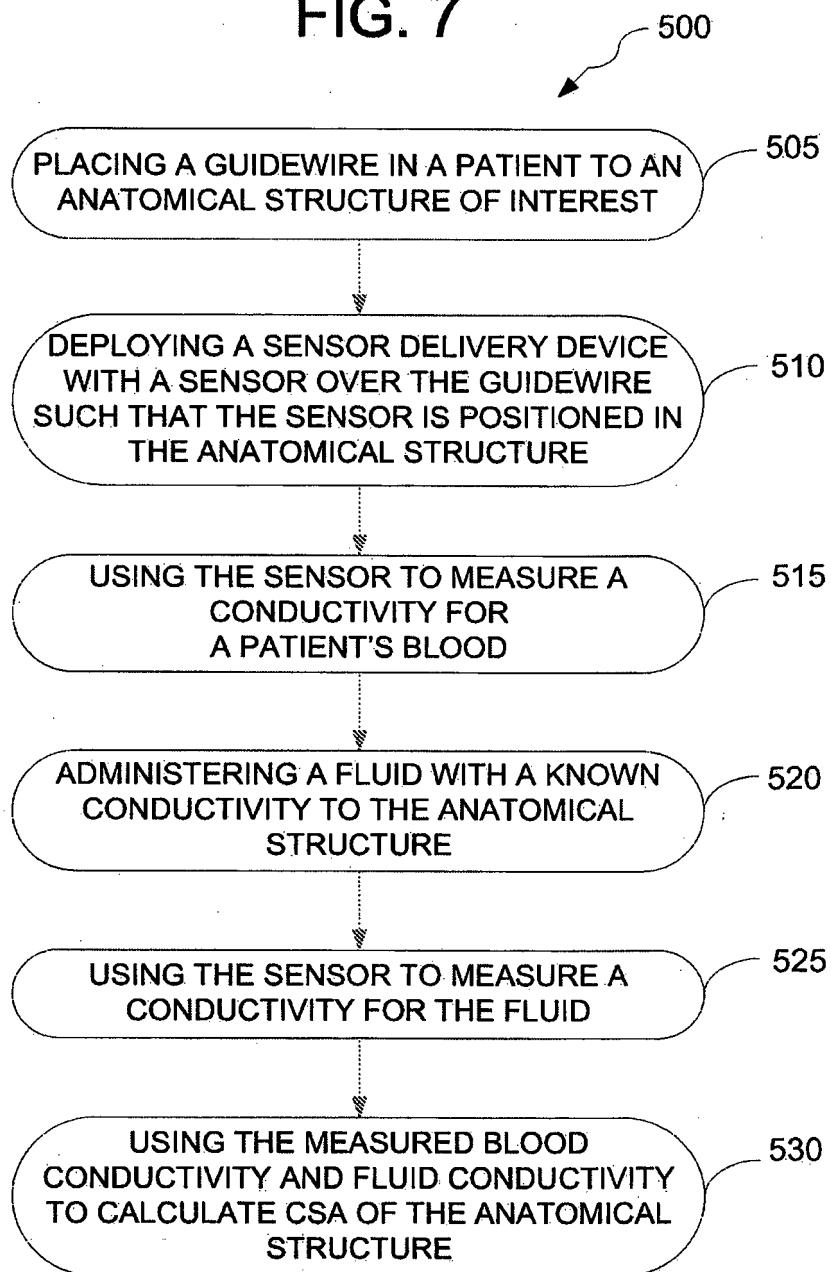 FIG. 7
500
PLACING A GUIDEWIRE IN A PATIENT TO AN
ANATOMICAL STRUCTURE OF INTEREST
505
DEPLOYING A SENSOR DELIVERY DEVICE
WITH A SENSOR OVER THE GUIDEWIRE
SUCH THAT THE SENSOR IS POSITIONED IN
THE ANATOMICAL STRUCTURE
510
USING THE SENSOR TO MEASURE A
CONDUCTIVITY FOR
A PATIENT'S BLOOD
515
ADMINISTERING A FLUID WITH A KNOWN
CONDUCTIVITY TO THE ANATOMICAL
STRUCTURE
520
USING THE SENSOR TO MEASURE A
CONDUCTIVITY FOR THE FLUID
525
USING THE MEASURED BLOOD
CONDUCTIVITY AND FLUID CONDUCTIVITY
TO CALCULATE CSA OF THE ANATOMICAL
STRUCTURE
530